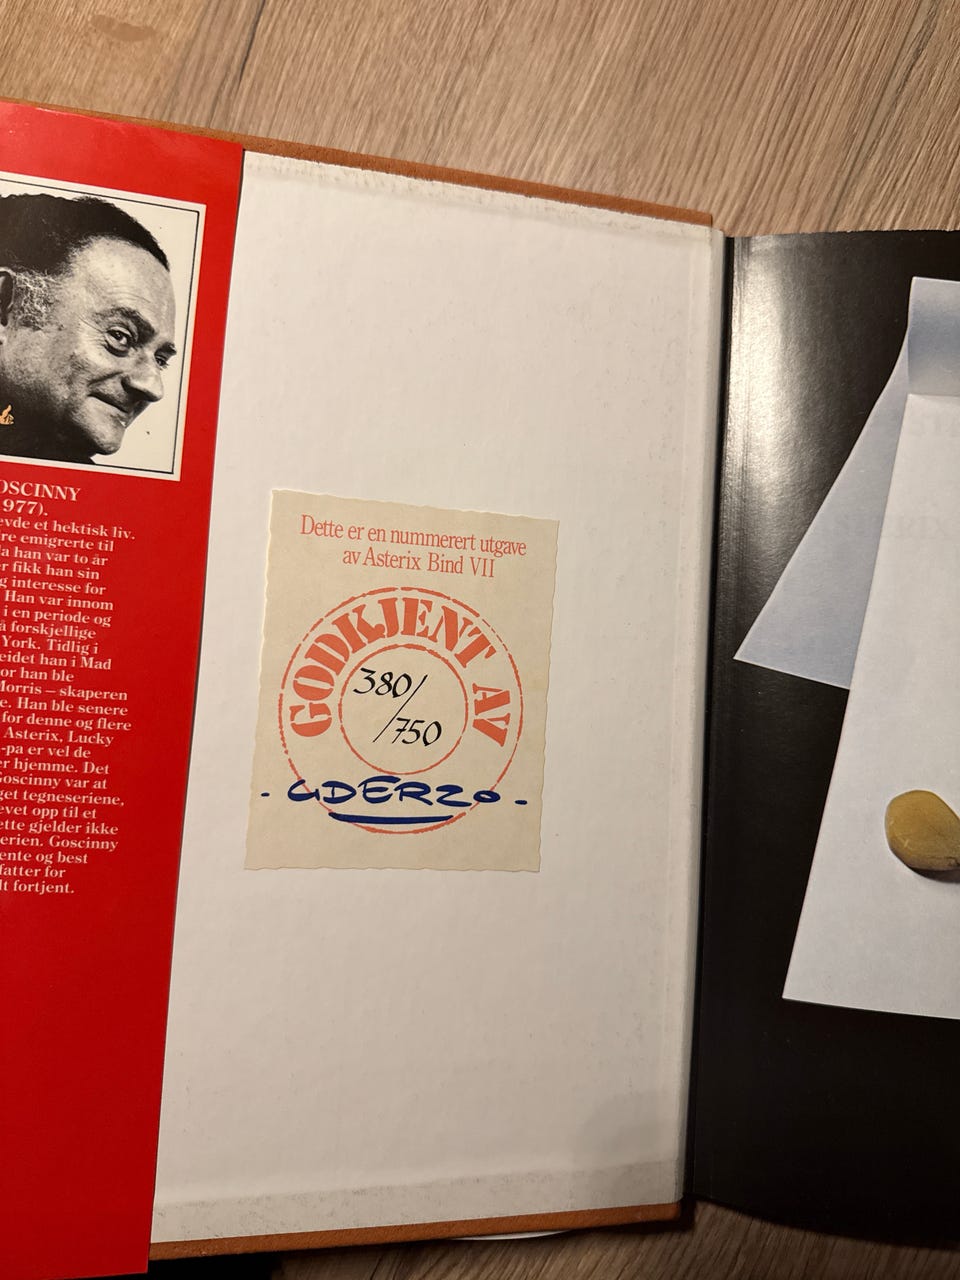 OSCINNY
977).
evde et hektisk liv.
re emigrerte til
a han var to år
er fikk han sin
g interesse for
Han var innom
i en periode og
å forskjellige
York. Tidlig i
eidet han i Mad
or han ble
Morris – skaperen
e. Han ble senere
for denne og flere
Asterix, Lucky
-pa er vel de
er hjemme. Det
Goscinny var at
get tegneseriene,
evet opp til et
ette gjelder ikke
erien. Goscinny
ente og best
fatter for
lt fortjent.
Dette er en nummerert utgave
av Asterix Bind VII
GODKJENT AV
380/
/750
- UDERZO -